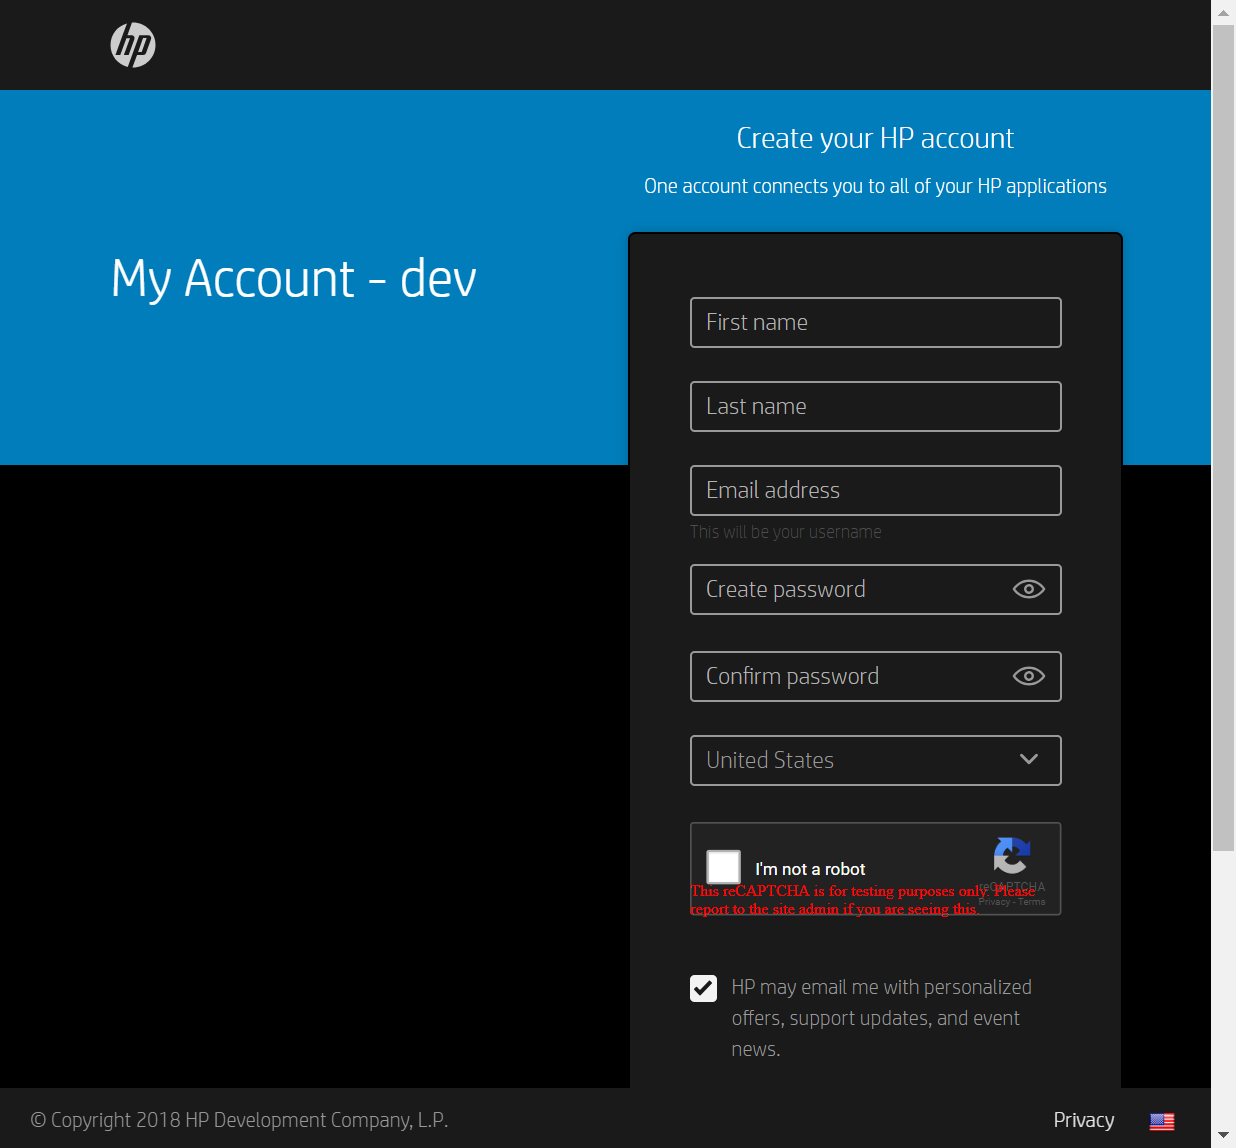 hp
Create your HP account
One account connects you to all of your HP applications
My Account - dev
First name
Last name
Email address
This will be your username
Create password
Confirm password
United States
I'm not a robot
reCAPTCHA
Privacy - Terms
This reCAPTCHA is for testing purposes only. Please
report to the site admin if you are seeing this.
HP may email me with personalized
offers, support updates, and event
news.
© Copyright 2018 HP Development Company, L.P.
Privacy